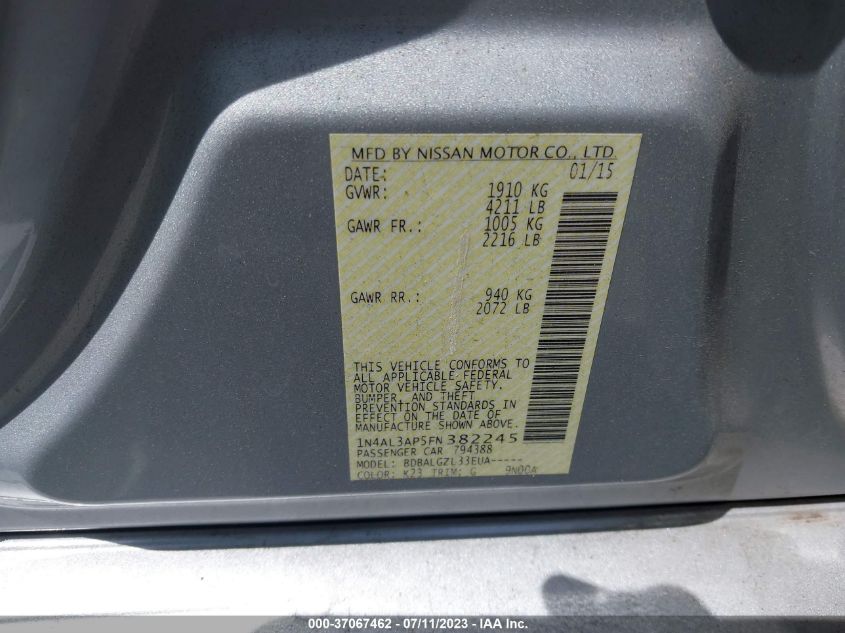 MFD BY NISSAN MOTOR CO., LTD.
DATE: 01/15
GVWR: 1910 KG
4211 LB
GAWR FR.: 1005 KG
2216 LB
GAWR RR.: 940 KG
2072 LB
THIS VEHICLE CONFORMS TO
ALL APPLICABLE FEDERAL
MOTOR VEHICLE SAFETY,
BUMPER, AND THEFT
PREVENTION STANDARDS IN
EFFECT ON THE DATE OF
MANUFACTURE SHOWN ABOVE.
1N4AL3AP5FN382245
PASSENGER CAR 794388
MODEL: BDBALGZL33EUA-----
COLOR: K23 TRIM: G 9N00A
000-37067462 - 07/11/2023 - IAA Inc.